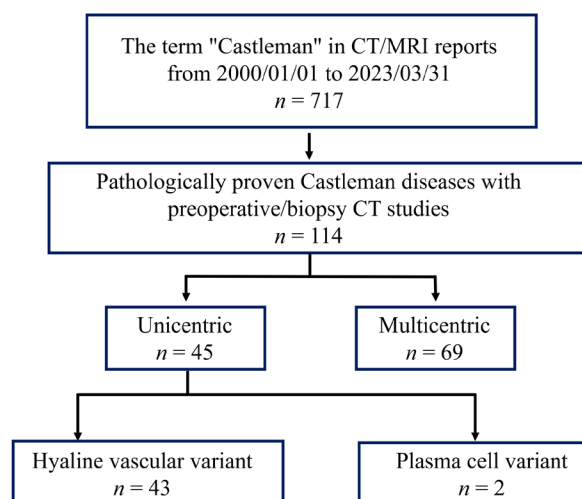 The term "Castleman" in CT/MRI reports
from 2000/01/01 to 2023/03/31
n = 717
Pathologically proven Castleman diseases with
preoperative/biopsy CT studies
n = 114
Unicentric
n = 45
Multicentric
n = 69
Hyaline vascular variant
n = 43
Plasma cell variant
n = 2